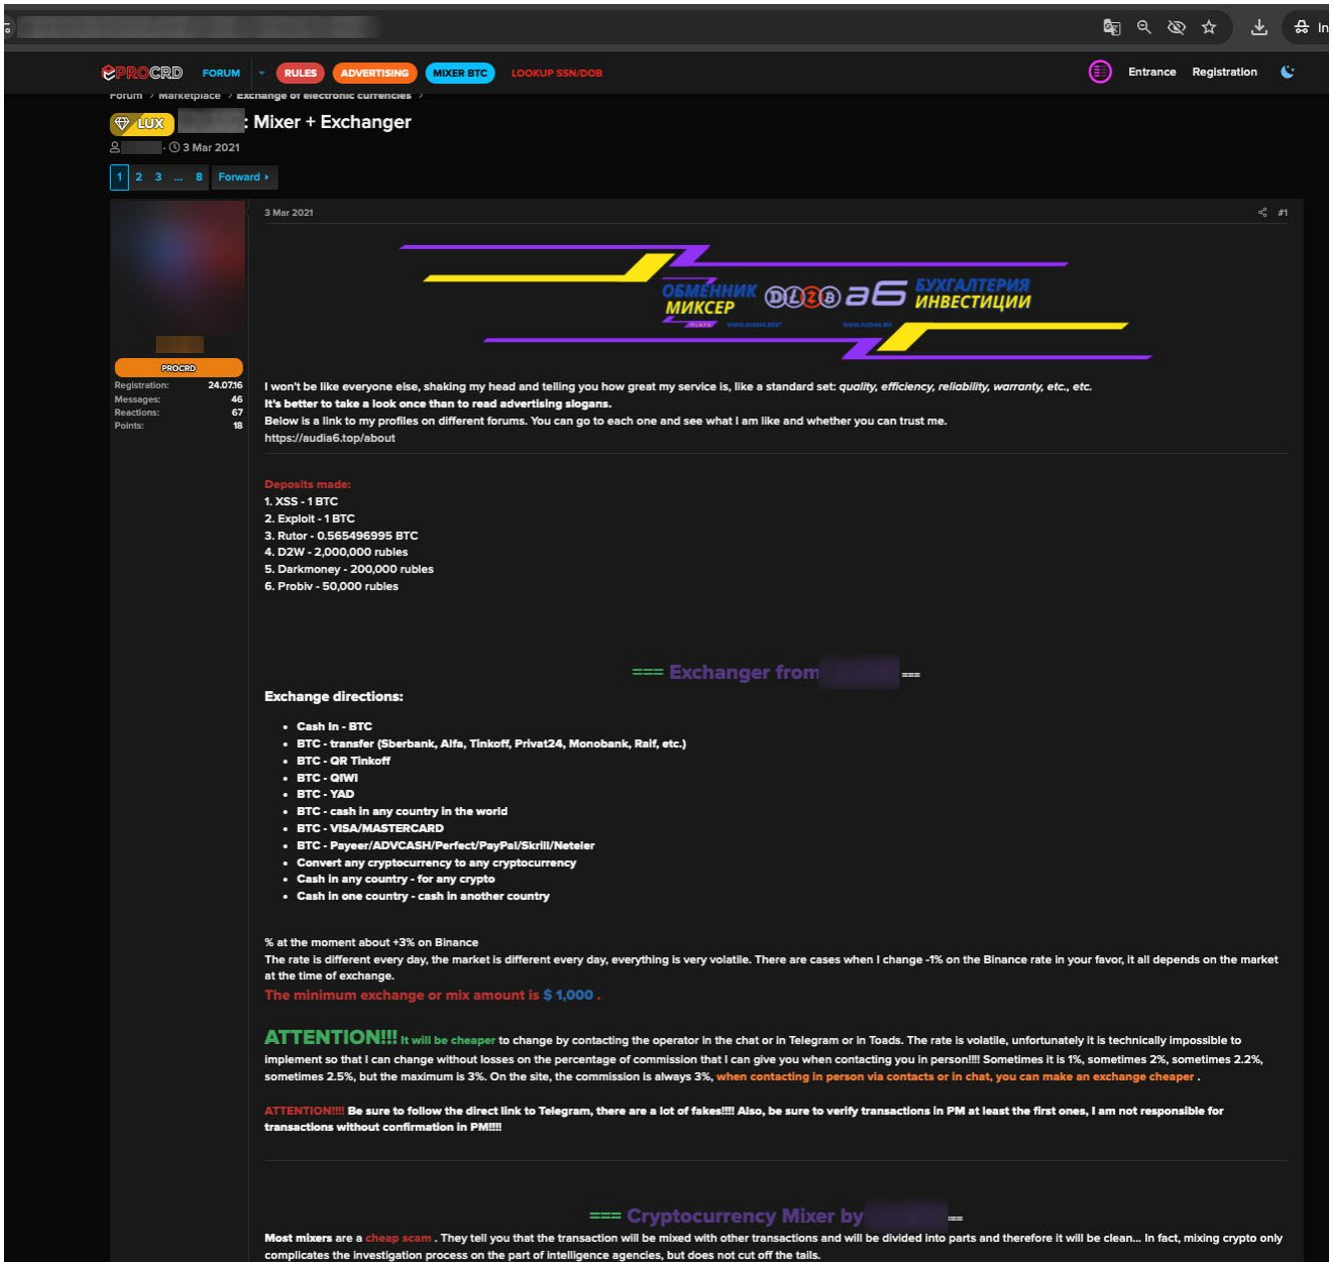 PROCRD FORUM RULES ADVERTISING MIXER BTC LOOKUP SSN/DOB Entrance Registration
Forum Marketplace Exchange of electronic currencies
LUX : Mixer + Exchanger
3 Mar 2021
1 2 3 ... 8 Forward
3 Mar 2021 #1
ОБМЕННИК МИКСЕР a6 БУХГАЛТЕРИЯ ИНВЕСТИЦИИ
PROCRD
Registration: 24.07.16
Messages: 46
Reactions: 67
Points: 18
I won't be like everyone else, shaking my head and telling you how great my service is, like a standard set: quality, efficiency, reliability, warranty, etc., etc.
It's better to take a look once than to read advertising slogans.
Below is a link to my profiles on different forums. You can go to each one and see what I am like and whether you can trust me.
https://audia6.top/about
Deposits made:
1. XSS - 1 BTC
2. Exploit - 1 BTC
3. Rutor - 0.565496995 BTC
4. D2W - 2,000,000 rubles
5. Darkmoney - 200,000 rubles
6. Probiv - 50,000 rubles
=== Exchanger from ===
Exchange directions:
• Cash In - BTC
• BTC - transfer (Sberbank, Alfa, Tinkoff, Privat24, Monobank, Raif, etc.)
• BTC - QR Tinkoff
• BTC - QIWI
• BTC - YAD
• BTC - cash in any country in the world
• BTC - VISA/MASTERCARD
• BTC - Payeer/ADVCASH/Perfect/PayPal/Skrill/Neteler
• Convert any cryptocurrency to any cryptocurrency
• Cash in any country - for any crypto
• Cash in one country - cash in another country
% at the moment about +3% on Binance
The rate is different every day, the market is different every day, everything is very volatile. There are cases when I change -1% on the Binance rate in your favor, it all depends on the market
at the time of exchange.
The minimum exchange or mix amount is $ 1,000 .
ATTENTION!!! It will be cheaper to change by contacting the operator in the chat or in Telegram or in Toads. The rate is volatile, unfortunately it is technically impossible to
implement so that I can change without losses on the percentage of commission that I can give you when contacting you in person!!!! Sometimes it is 1%, sometimes 2%, sometimes 2.2%,
sometimes 2.5%, but the maximum is 3%. On the site, the commission is always 3%, when contacting in person via contacts or in chat, you can make an exchange cheaper .
ATTENTION!!!! Be sure to follow the direct link to Telegram, there are a lot of fakes!!!! Also, be sure to verify transactions in PM at least the first ones, I am not responsible for
transactions without confirmation in PM!!!!
=== Cryptocurrency Mixer by ===
Most mixers are a cheap scam . They tell you that the transaction will be mixed with other transactions and will be divided into parts and therefore it will be clean... In fact, mixing crypto only
complicates the investigation process on the part of intelligence agencies, but does not cut off the tails.